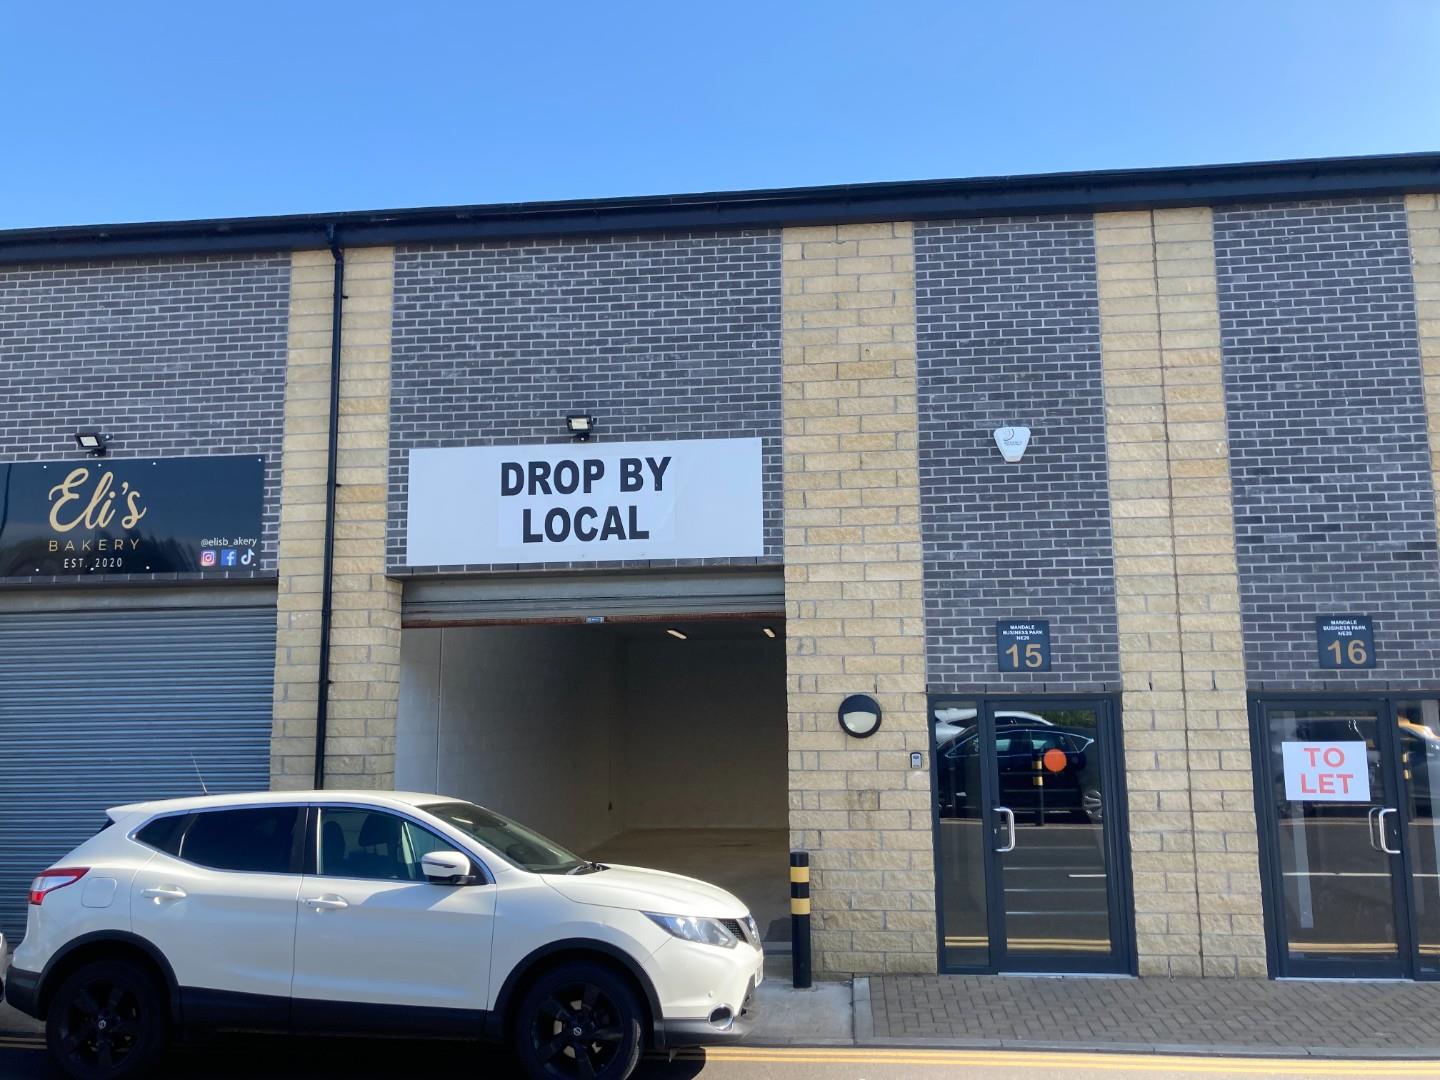 Eli's
BAKERY
EST. 2020
@elisb_akery
DROP BY
LOCAL
MANDALE
BUSINESS PARK
NE20
15
MANDALE
BUSINESS PARK
NE20
16
TO
LET